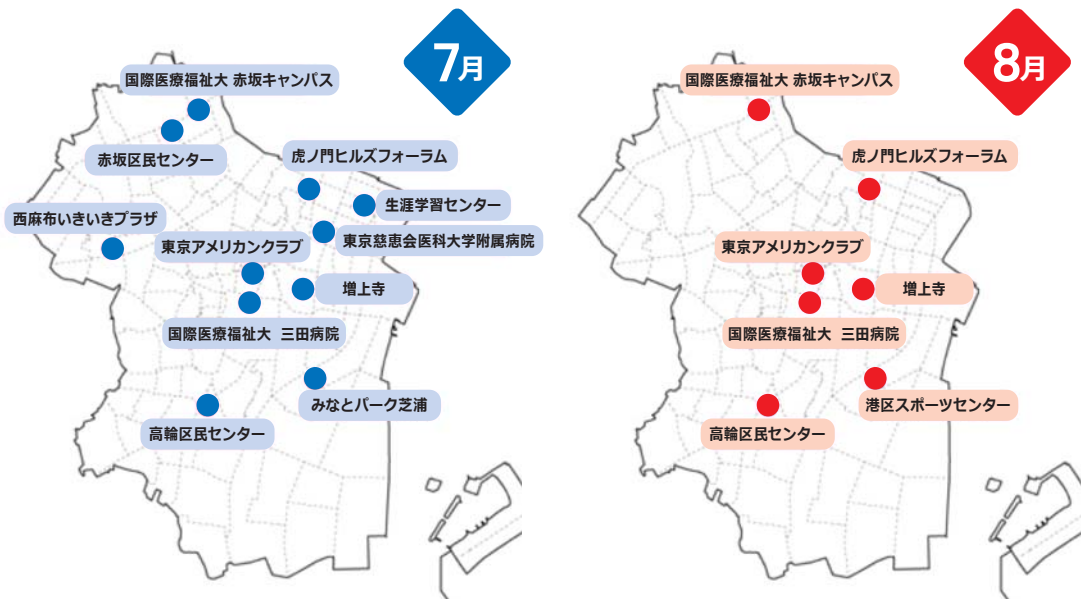 7月
国際医療福祉大 赤坂キャンパス
赤坂区民センター
虎ノ門ヒルズフォーラム
生涯学習センター
西麻布いきいきプラザ
東京アメリカンクラブ
東京慈恵会医科大学附属病院
増上寺
国際医療福祉大 三田病院
みなとパーク芝浦
高輪区民センター
8月
国際医療福祉大 赤坂キャンパス
虎ノ門ヒルズフォーラム
東京アメリカンクラブ
増上寺
国際医療福祉大 三田病院
港区スポーツセンター
高輪区民センター